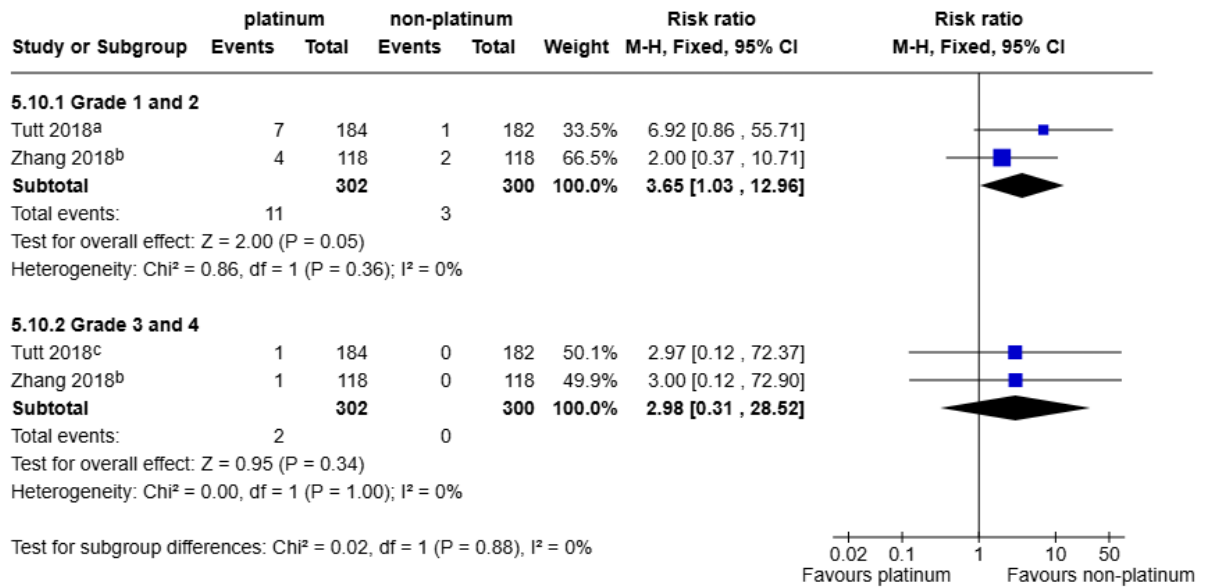 platinum non-platinum Risk ratio Risk ratio
Study or Subgroup Events Total Events Total Weight M-H, Fixed, 95% CI M-H, Fixed, 95% CI
5.10.1 Grade 1 and 2
Tutt 2018ᵃ 7 184 1 182 33.5% 6.92 [0.86 , 55.71]
Zhang 2018ᵇ 4 118 2 118 66.5% 2.00 [0.37 , 10.71]
Subtotal 302 300 100.0% 3.65 [1.03 , 12.96]
Total events: 11 3
Test for overall effect: Z = 2.00 (P = 0.05)
Heterogeneity: Chi² = 0.86, df = 1 (P = 0.36); I² = 0%
5.10.2 Grade 3 and 4
Tutt 2018ᶜ 1 184 0 182 50.1% 2.97 [0.12 , 72.37]
Zhang 2018ᵇ 1 118 0 118 49.9% 3.00 [0.12 , 72.90]
Subtotal 302 300 100.0% 2.98 [0.31 , 28.52]
Total events: 2 0
Test for overall effect: Z = 0.95 (P = 0.34)
Heterogeneity: Chi² = 0.00, df = 1 (P = 1.00); I² = 0%
Test for subgroup differences: Chi² = 0.02, df = 1 (P = 0.88), I² = 0%
0.02 0.1 1 10 50
Favours platinum Favours non-platinum